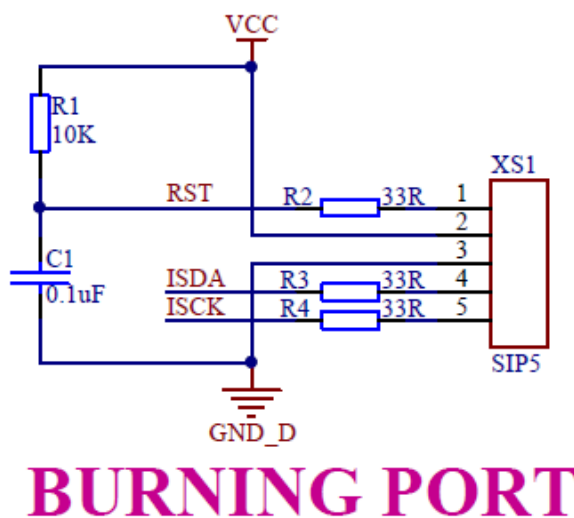 VCC
R1
10K
XS1
RST R2 33R 1
2
3
C1
0.1uF
ISDA R3 33R 4
ISCK R4 33R 5
SIP5
GND_D
BURNING PORT